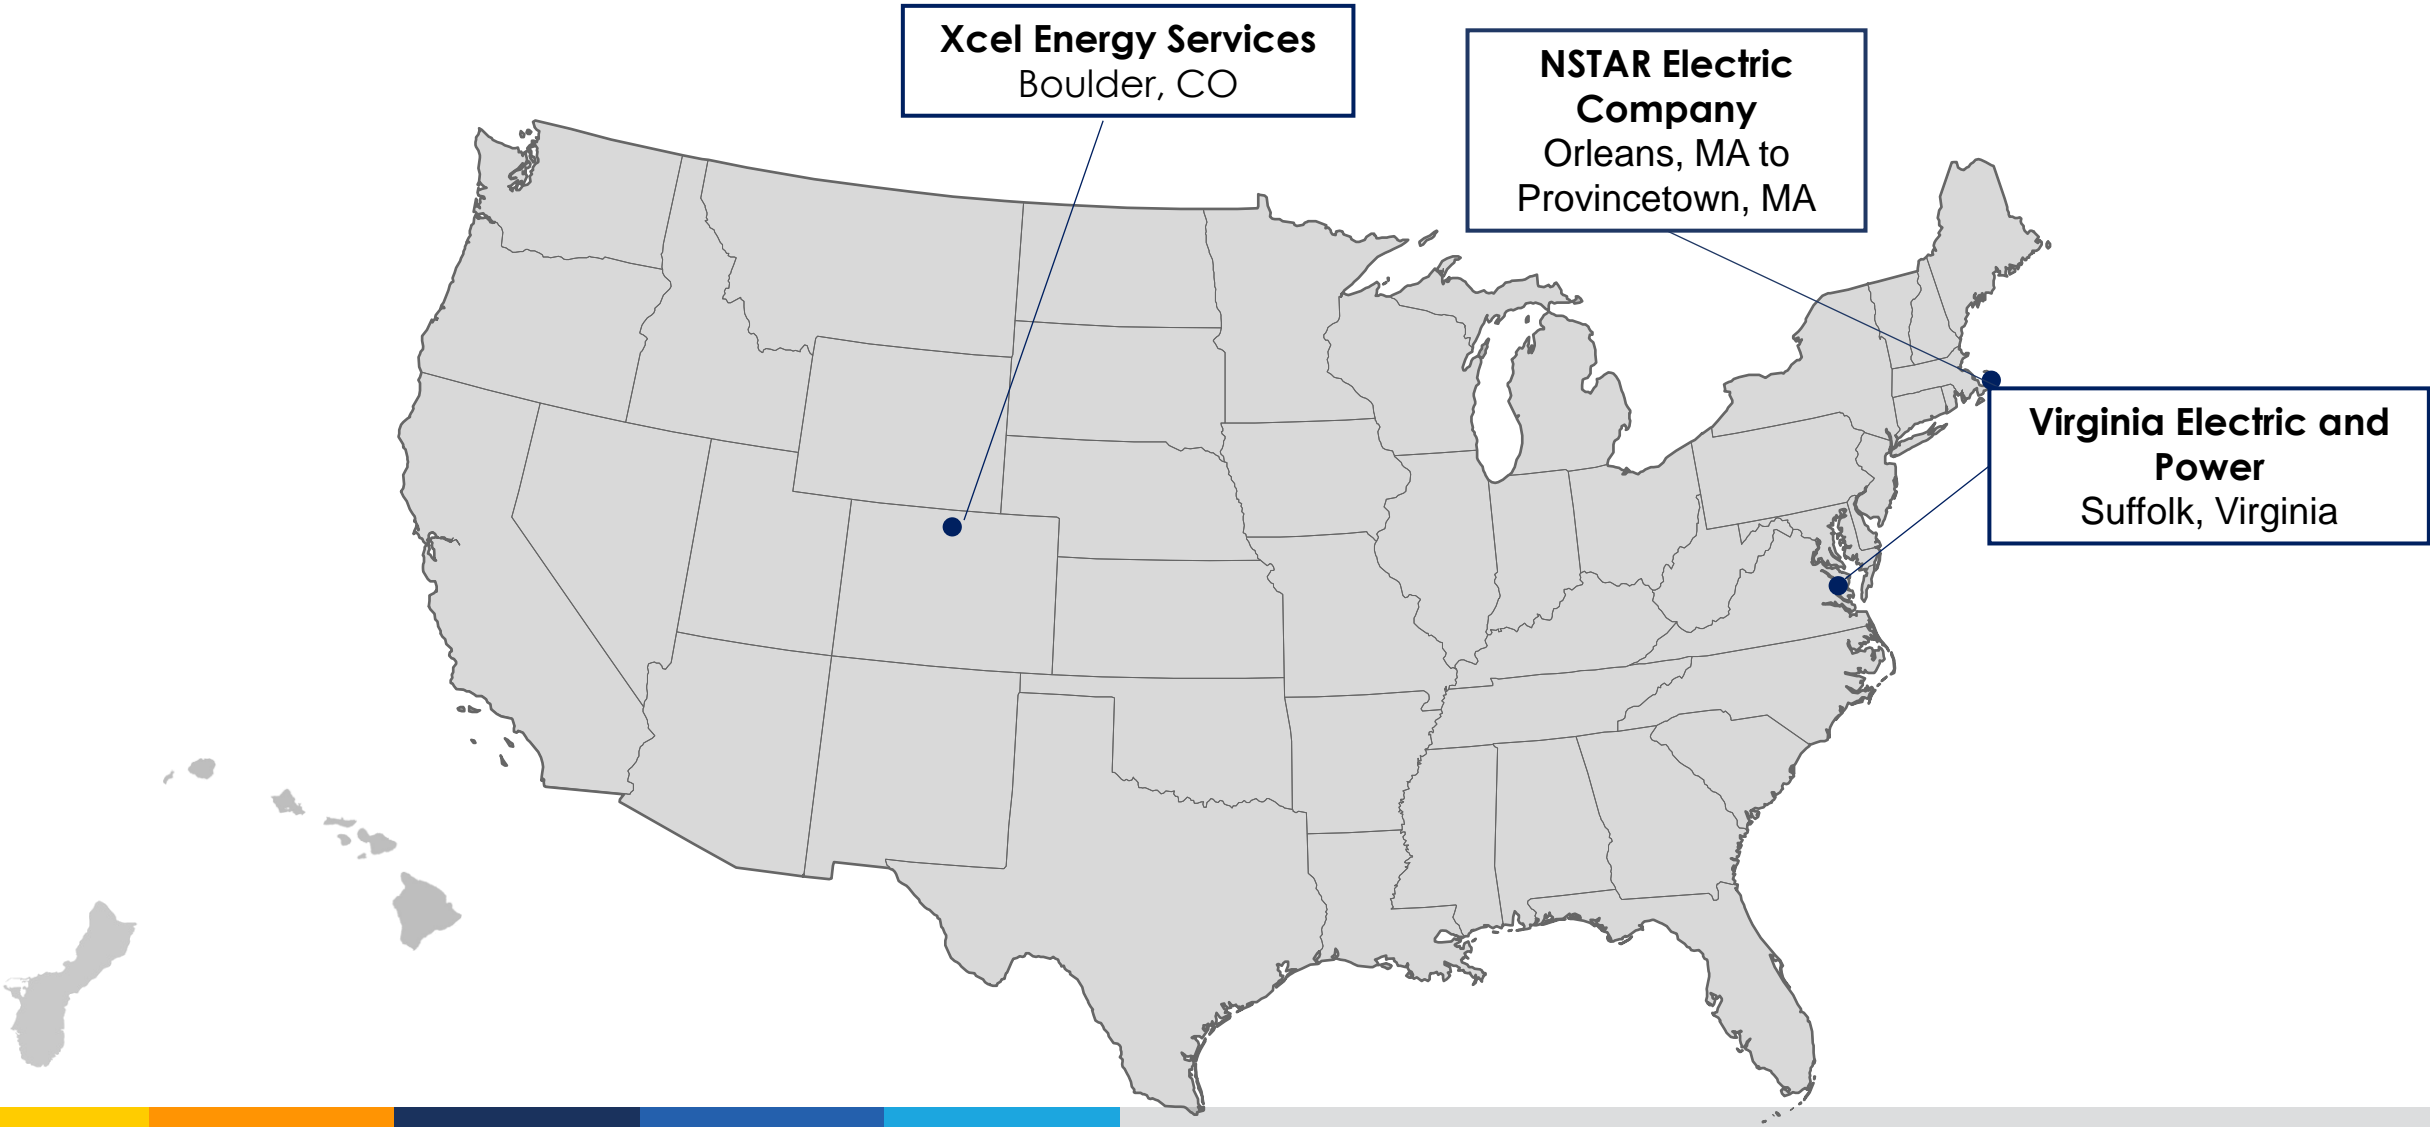 Xcel Energy Services
Boulder, CO
NSTAR Electric
Company
Orleans, MA to
Provincetown, MA
Virginia Electric and
Power
Suffolk, Virginia